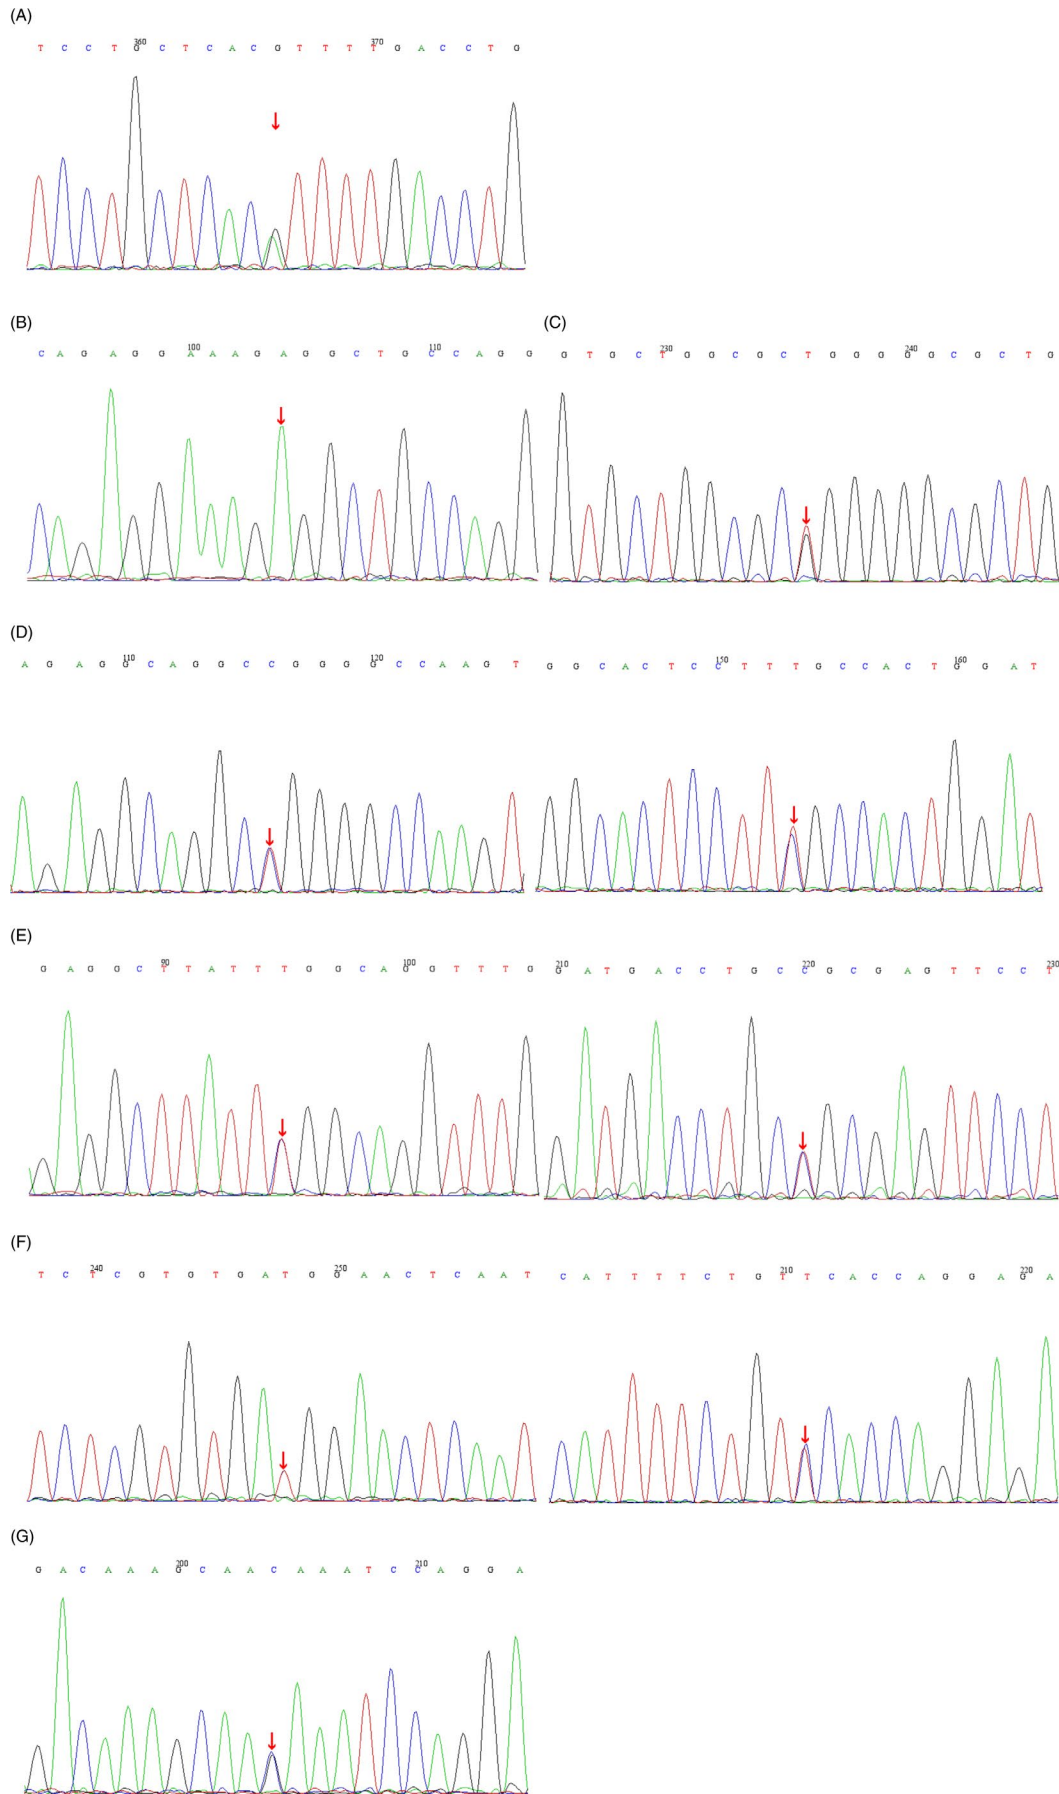 (A)
360 370
T C C T G C T C A C G T T T T G A C C T G
(B)
100 110
C A G A G G A A A G A G G C T G C C A G G
(C)
230 240
G T G C T G G C G C T G G G G G C G C T G
(D)
110 120
A G A G G C A G G C C G G G G C C A A G T
150 160
G G C A C T C C T T T G C C A C T G G A T
(E)
90 100
G A G G C T T A T T T G G C A G G T T T G
210 220 230
G A T G A C C T G C C G C G A G T T C C T
(F)
240 250
T C T C G T G T G A T G G A A C T C A A T
210 220
C A T T T T C T G T T C A C C A G G A G A
(G)
200 210
G A C A A A G C A A C A A A T C C A G G A